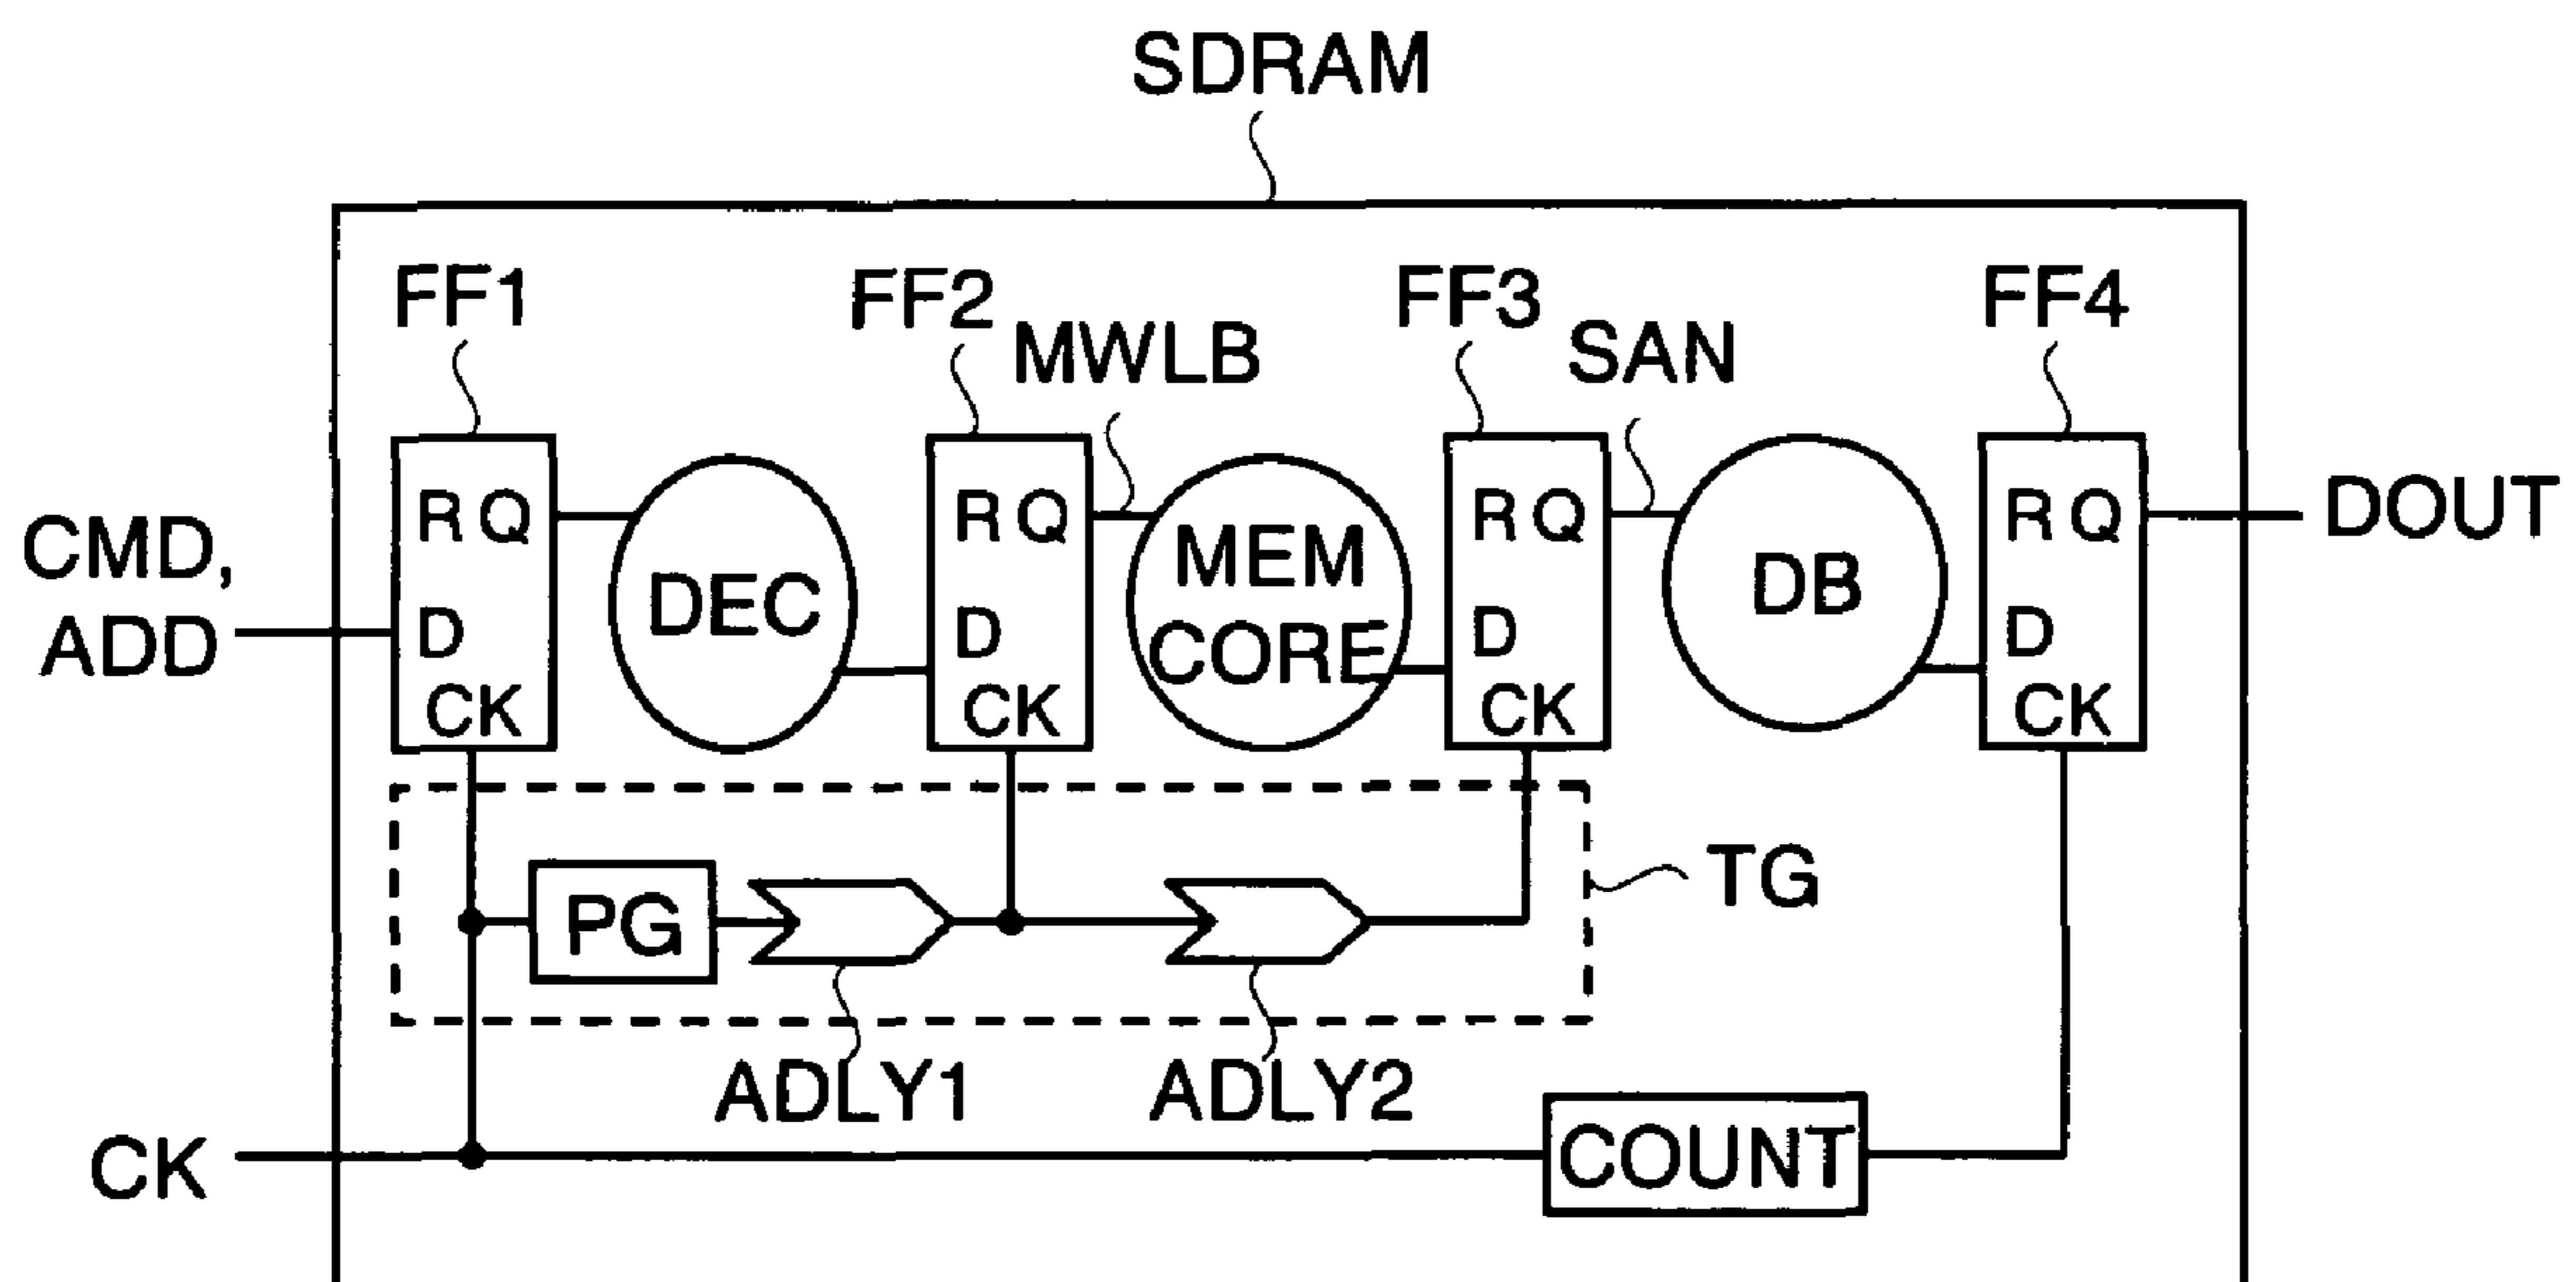 SDRAM
FF1
FF2
MWLB
FF3
SAN
FF4
CMD,
ADD
R Q
D
CK
DEC
R Q
D
CK
MEM
CORE
R Q
D
CK
DB
R Q
D
CK
DOUT
PG
TG
ADLY1
ADLY2
CK
COUNT